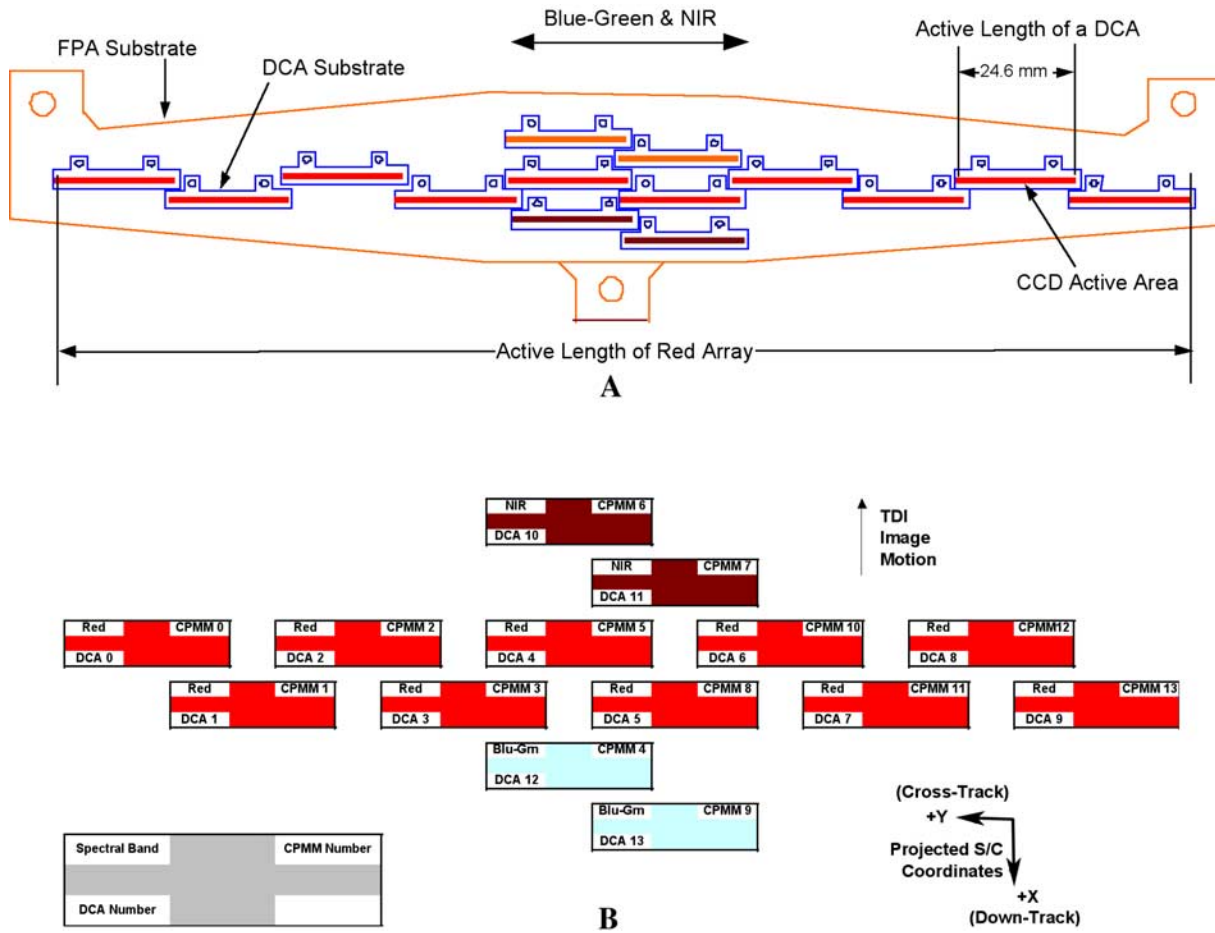 Blue-Green & NIR
Active Length of a DCA
FPA Substrate
DCA Substrate
24.6 mm
CCD Active Area
Active Length of Red Array
A
NIR CPMM 6
DCA 10
TDI
Image
Motion
NIR CPMM 7
DCA 11
Red CPMM 0 Red CPMM 2 Red CPMM 5 Red CPMM 10 Red CPMM12
DCA 0 DCA 2 DCA 4 DCA 6 DCA 8
Red CPMM 1 Red CPMM 3 Red CPMM 8 Red CPMM 11 Red CPMM 13
DCA 1 DCA 3 DCA 5 DCA 7 DCA 9
Blu-Grn CPMM 4
DCA 12
Blu-Grn CPMM 9
DCA 13
(Cross-Track)
+Y
Projected S/C
Coordinates
+X
(Down-Track)
Spectral Band CPMM Number
DCA Number
B